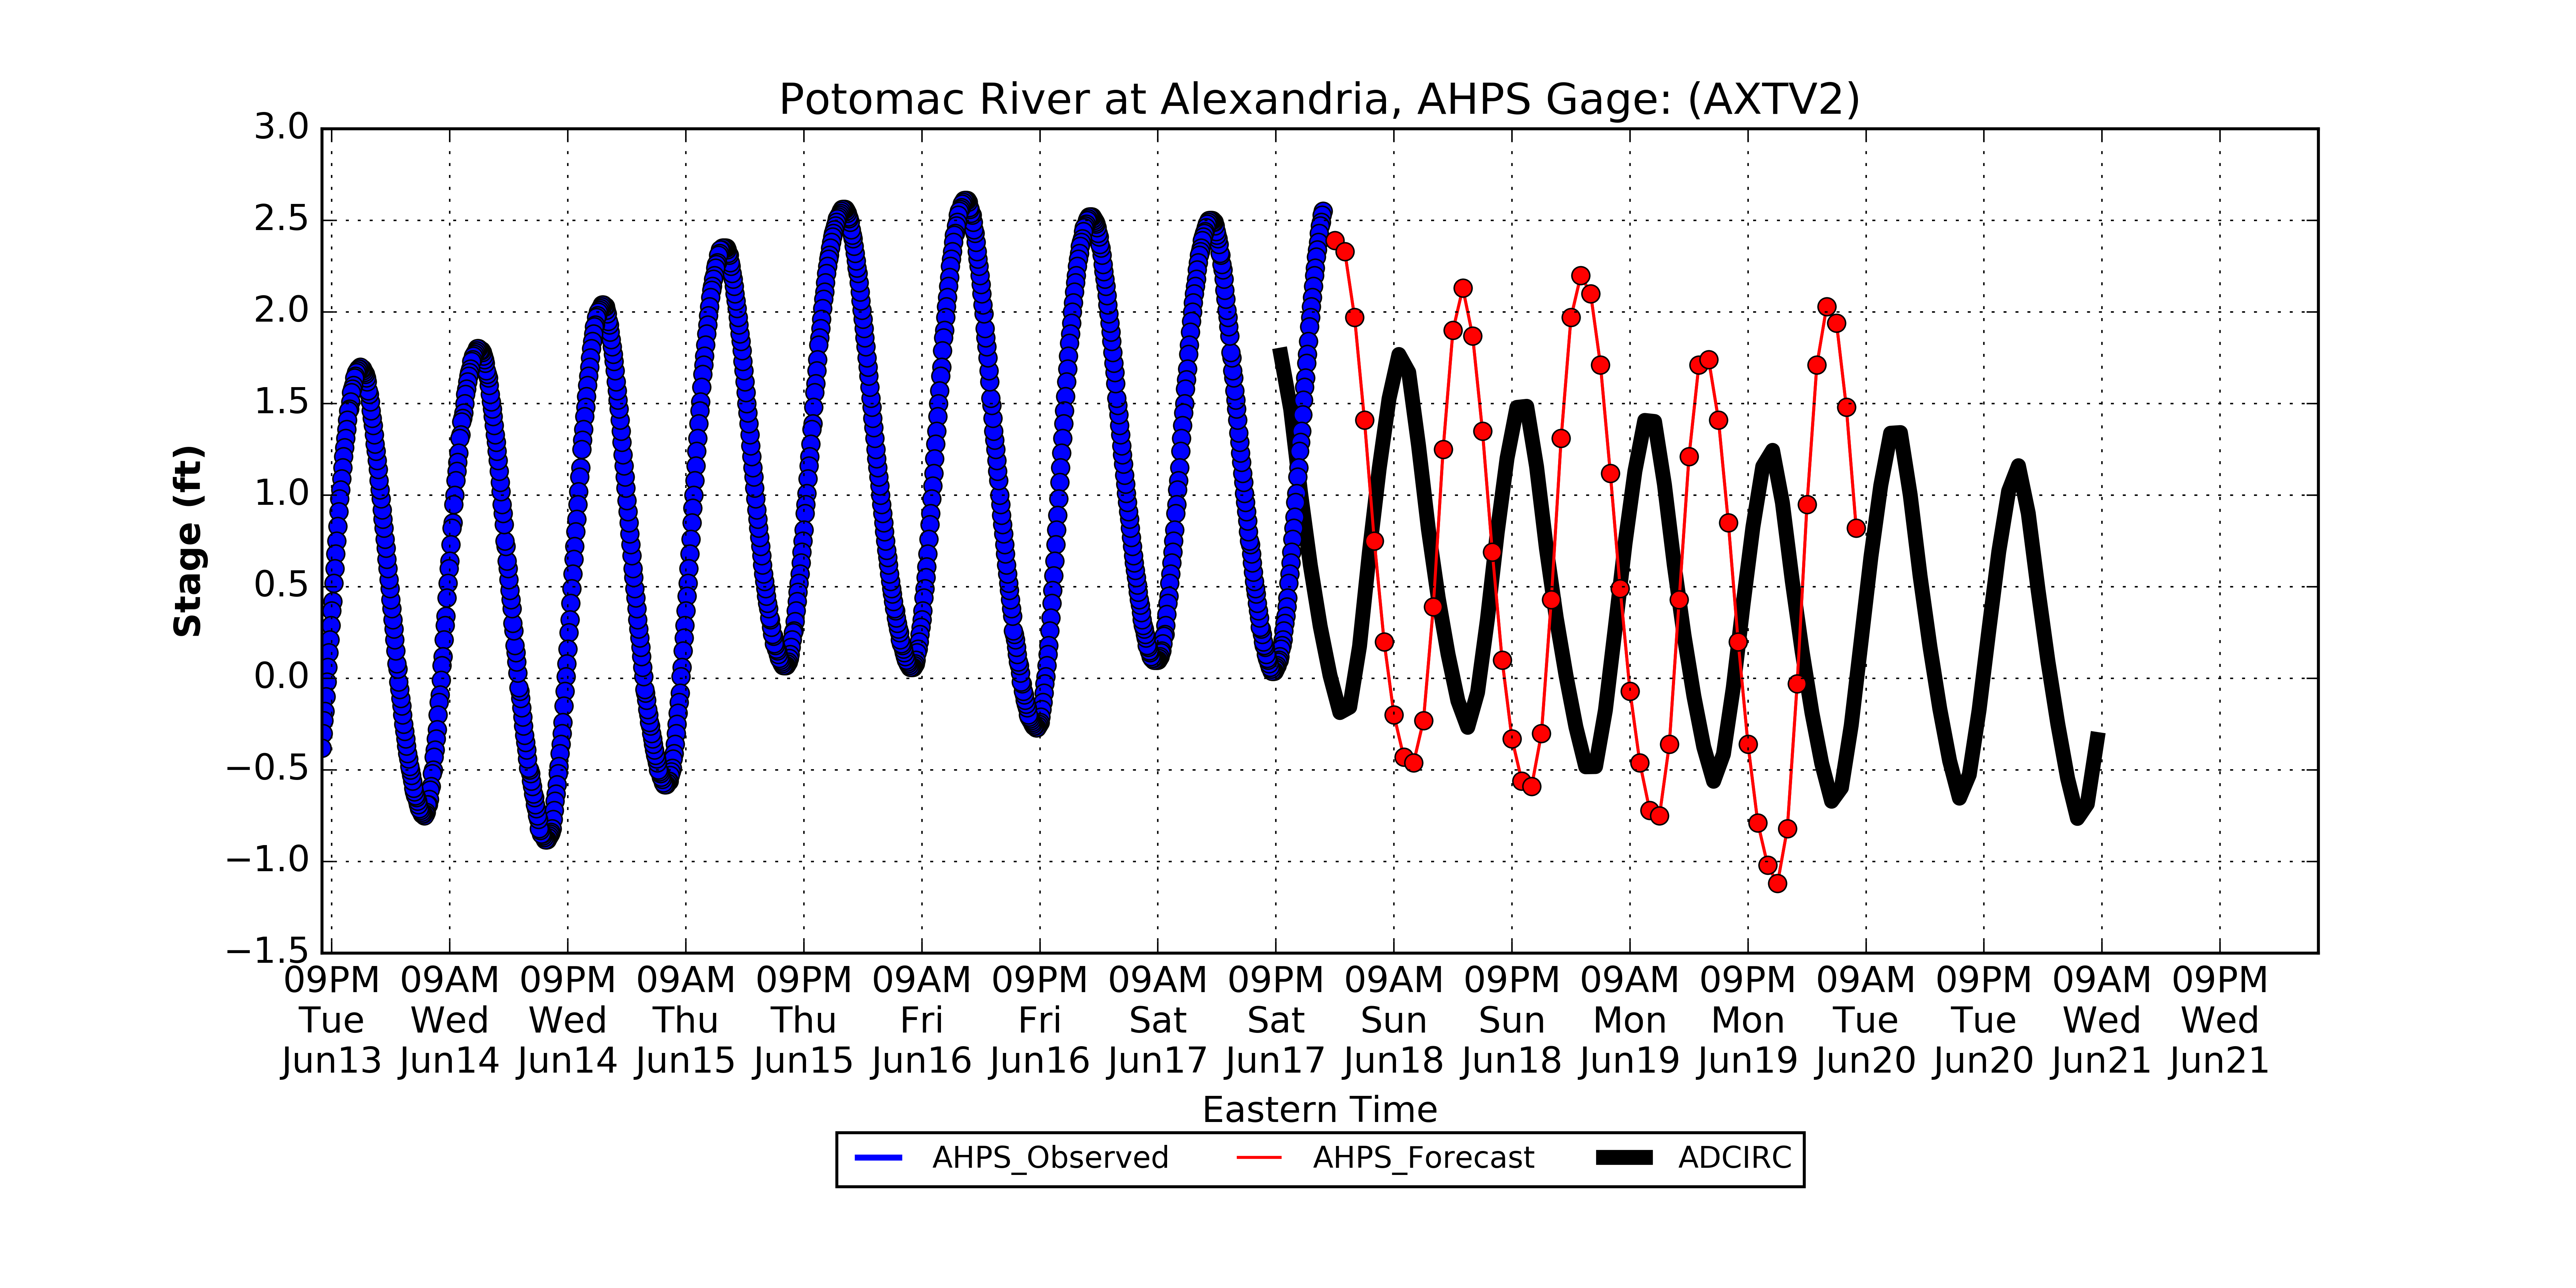 Potomac River at Alexandria, AHPS Gage: (AXTV2)
3.0
2.5
2.0
1.5
1.0
0.5
0.0
−0.5
−1.0
−1.5
Stage (ft)
09PM 09AM 09PM 09AM 09PM 09AM 09PM 09AM 09PM 09AM 09PM 09AM 09PM 09AM 09PM 09AM 09PM
Tue Wed Wed Thu Thu Fri Fri Sat Sat Sun Sun Mon Mon Tue Tue Wed Wed
Jun13 Jun14 Jun14 Jun15 Jun15 Jun16 Jun16 Jun17 Jun17 Jun18 Jun18 Jun19 Jun19 Jun20 Jun20 Jun21 Jun21
Eastern Time
AHPS_Observed AHPS_Forecast ADCIRC